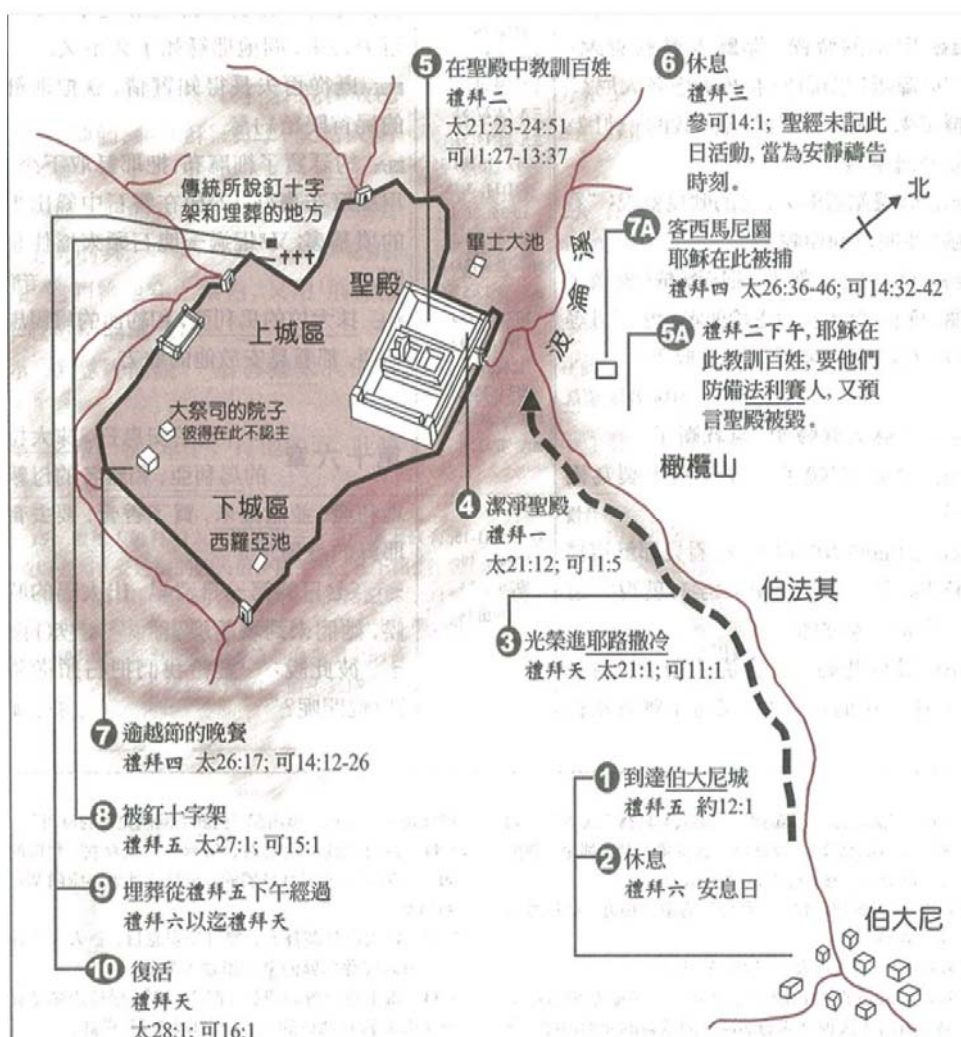 5 在聖殿中教訓百姓
禮拜二
太21:23-24:51
可11:27-13:37
6 休息
禮拜三
參可14:1; 聖經未記此
日活動, 當為安靜禱告
時刻。
北
傳統所說釘十字
架和埋葬的地方
畢士大池
聖殿
上城區
汲淪溪
7A 客西馬尼園
耶穌在此被捕
禮拜四 太26:36-46; 可14:32-42
5A 禮拜二下午, 耶穌在
此教訓百姓, 要他們
防備法利賽人, 又預
言聖殿被毀。
大祭司的院子
彼得在此不認主
橄欖山
下城區
西羅亞池
4 潔淨聖殿
禮拜一
太21:12; 可11:5
伯法其
3 光榮進耶路撒冷
禮拜天 太21:1; 可11:1
7 逾越節的晚餐
禮拜四 太26:17; 可14:12-26
1 到達伯大尼城
禮拜五 約12:1
8 被釘十字架
禮拜五 太27:1; 可15:1
2 休息
禮拜六 安息日
9 埋葬從禮拜五下午經過
禮拜六以迄禮拜天
伯大尼
10 復活
禮拜天
太28:1; 可16:1